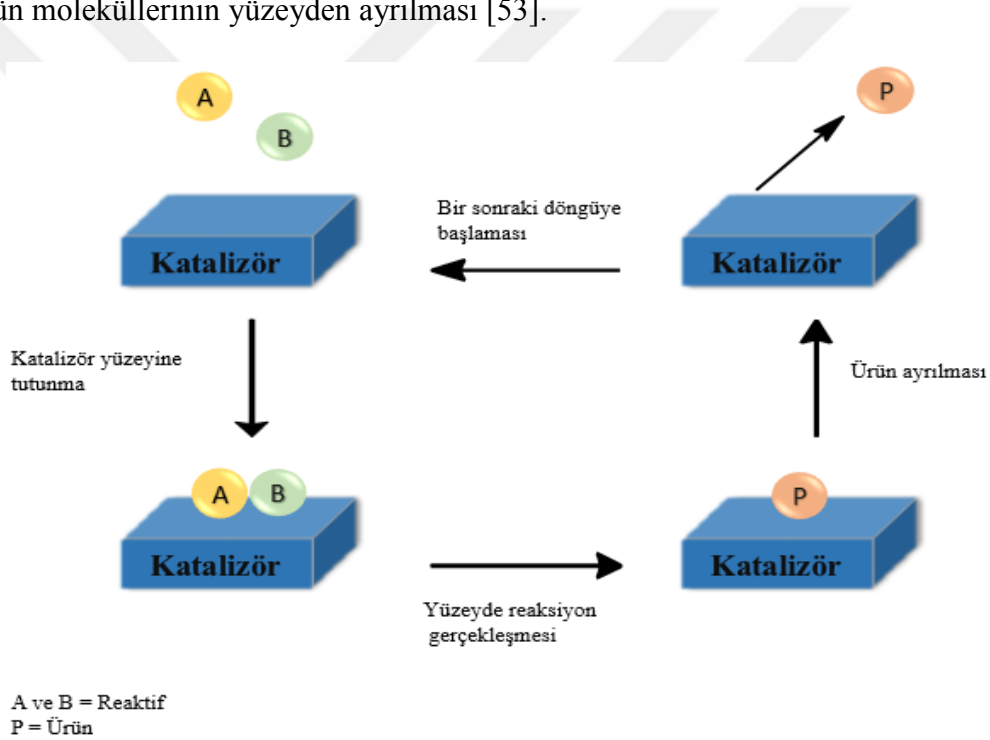 moleküllerinin yüzeyden ayrılması [53].
A
B
P
Bir sonraki döngüye
başlaması
Katalizör
Katalizör
Katalizör yüzeyine
tutunma
Ürün ayrılması
A
B
P
Katalizör
Katalizör
Yüzeyde reaksiyon
gerçekleşmesi
A ve B = Reaktif
P = Ürün